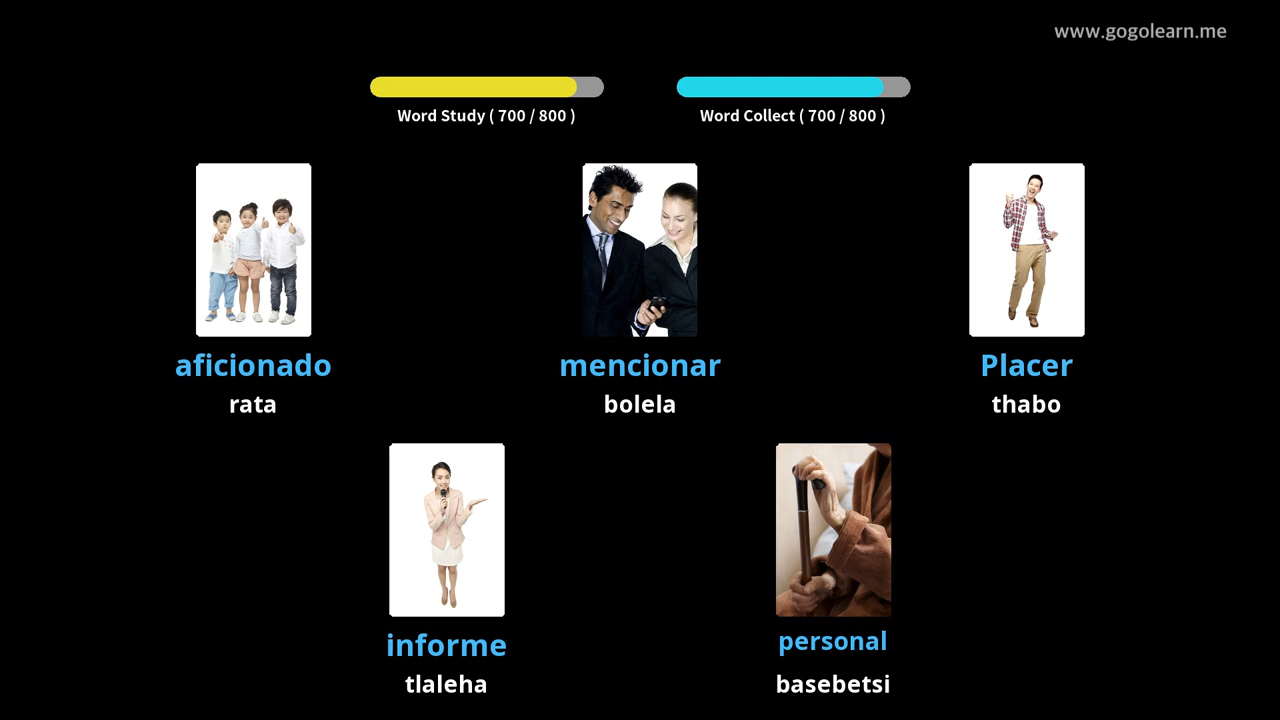 www.gogolearn.me
Word Study ( 700 / 800 )
Word Collect ( 700 / 800 )
aficionado
rata
mencionar
bolela
Placer
thabo
informe
tlaleha
personal
basebetsi